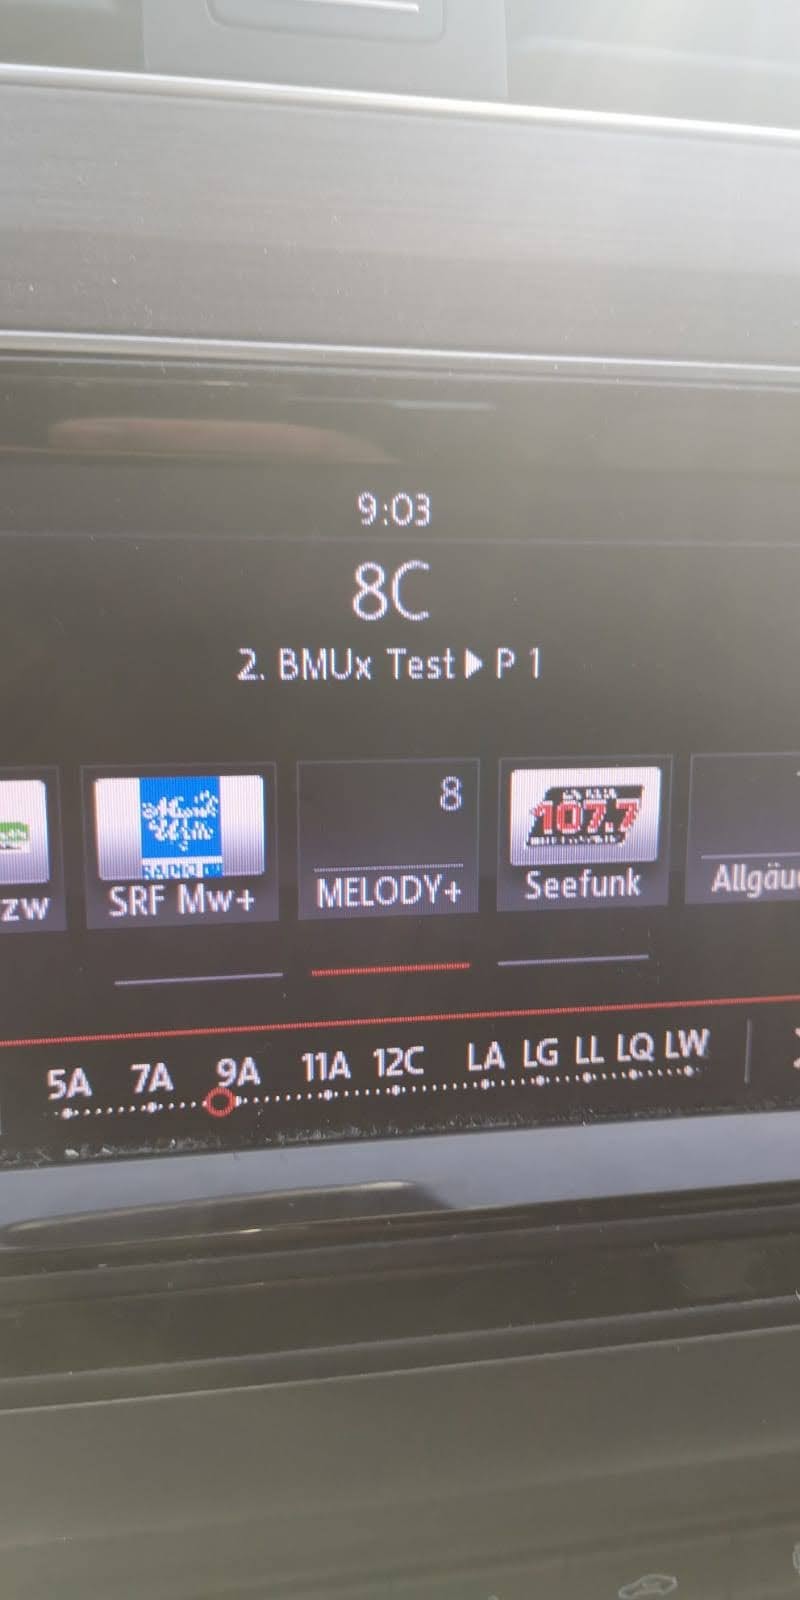 9:03
8C
2. BMUx Test▶P 1
8
107.7
zw
SRF Mw+
MELODY+
Seefunk
Allgäu
5A 7A 9A 11A 12C LA LG LL LQ LW